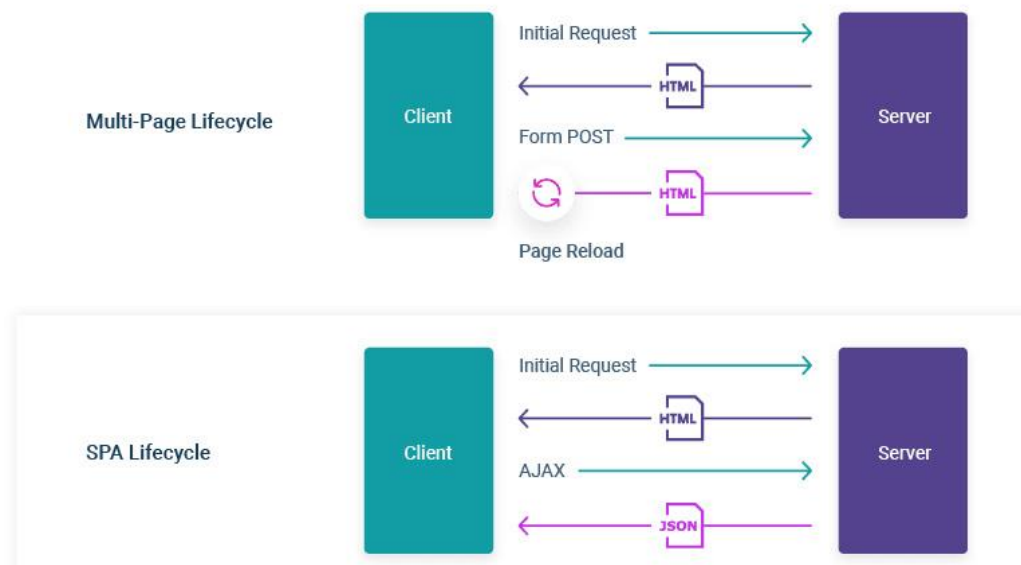 Initial Request
HTML
Multi-Page Lifecycle
Client
Server
Form POST
HTML
Page Reload
Initial Request
HTML
SPA Lifecycle
Client
Server
AJAX
JSON